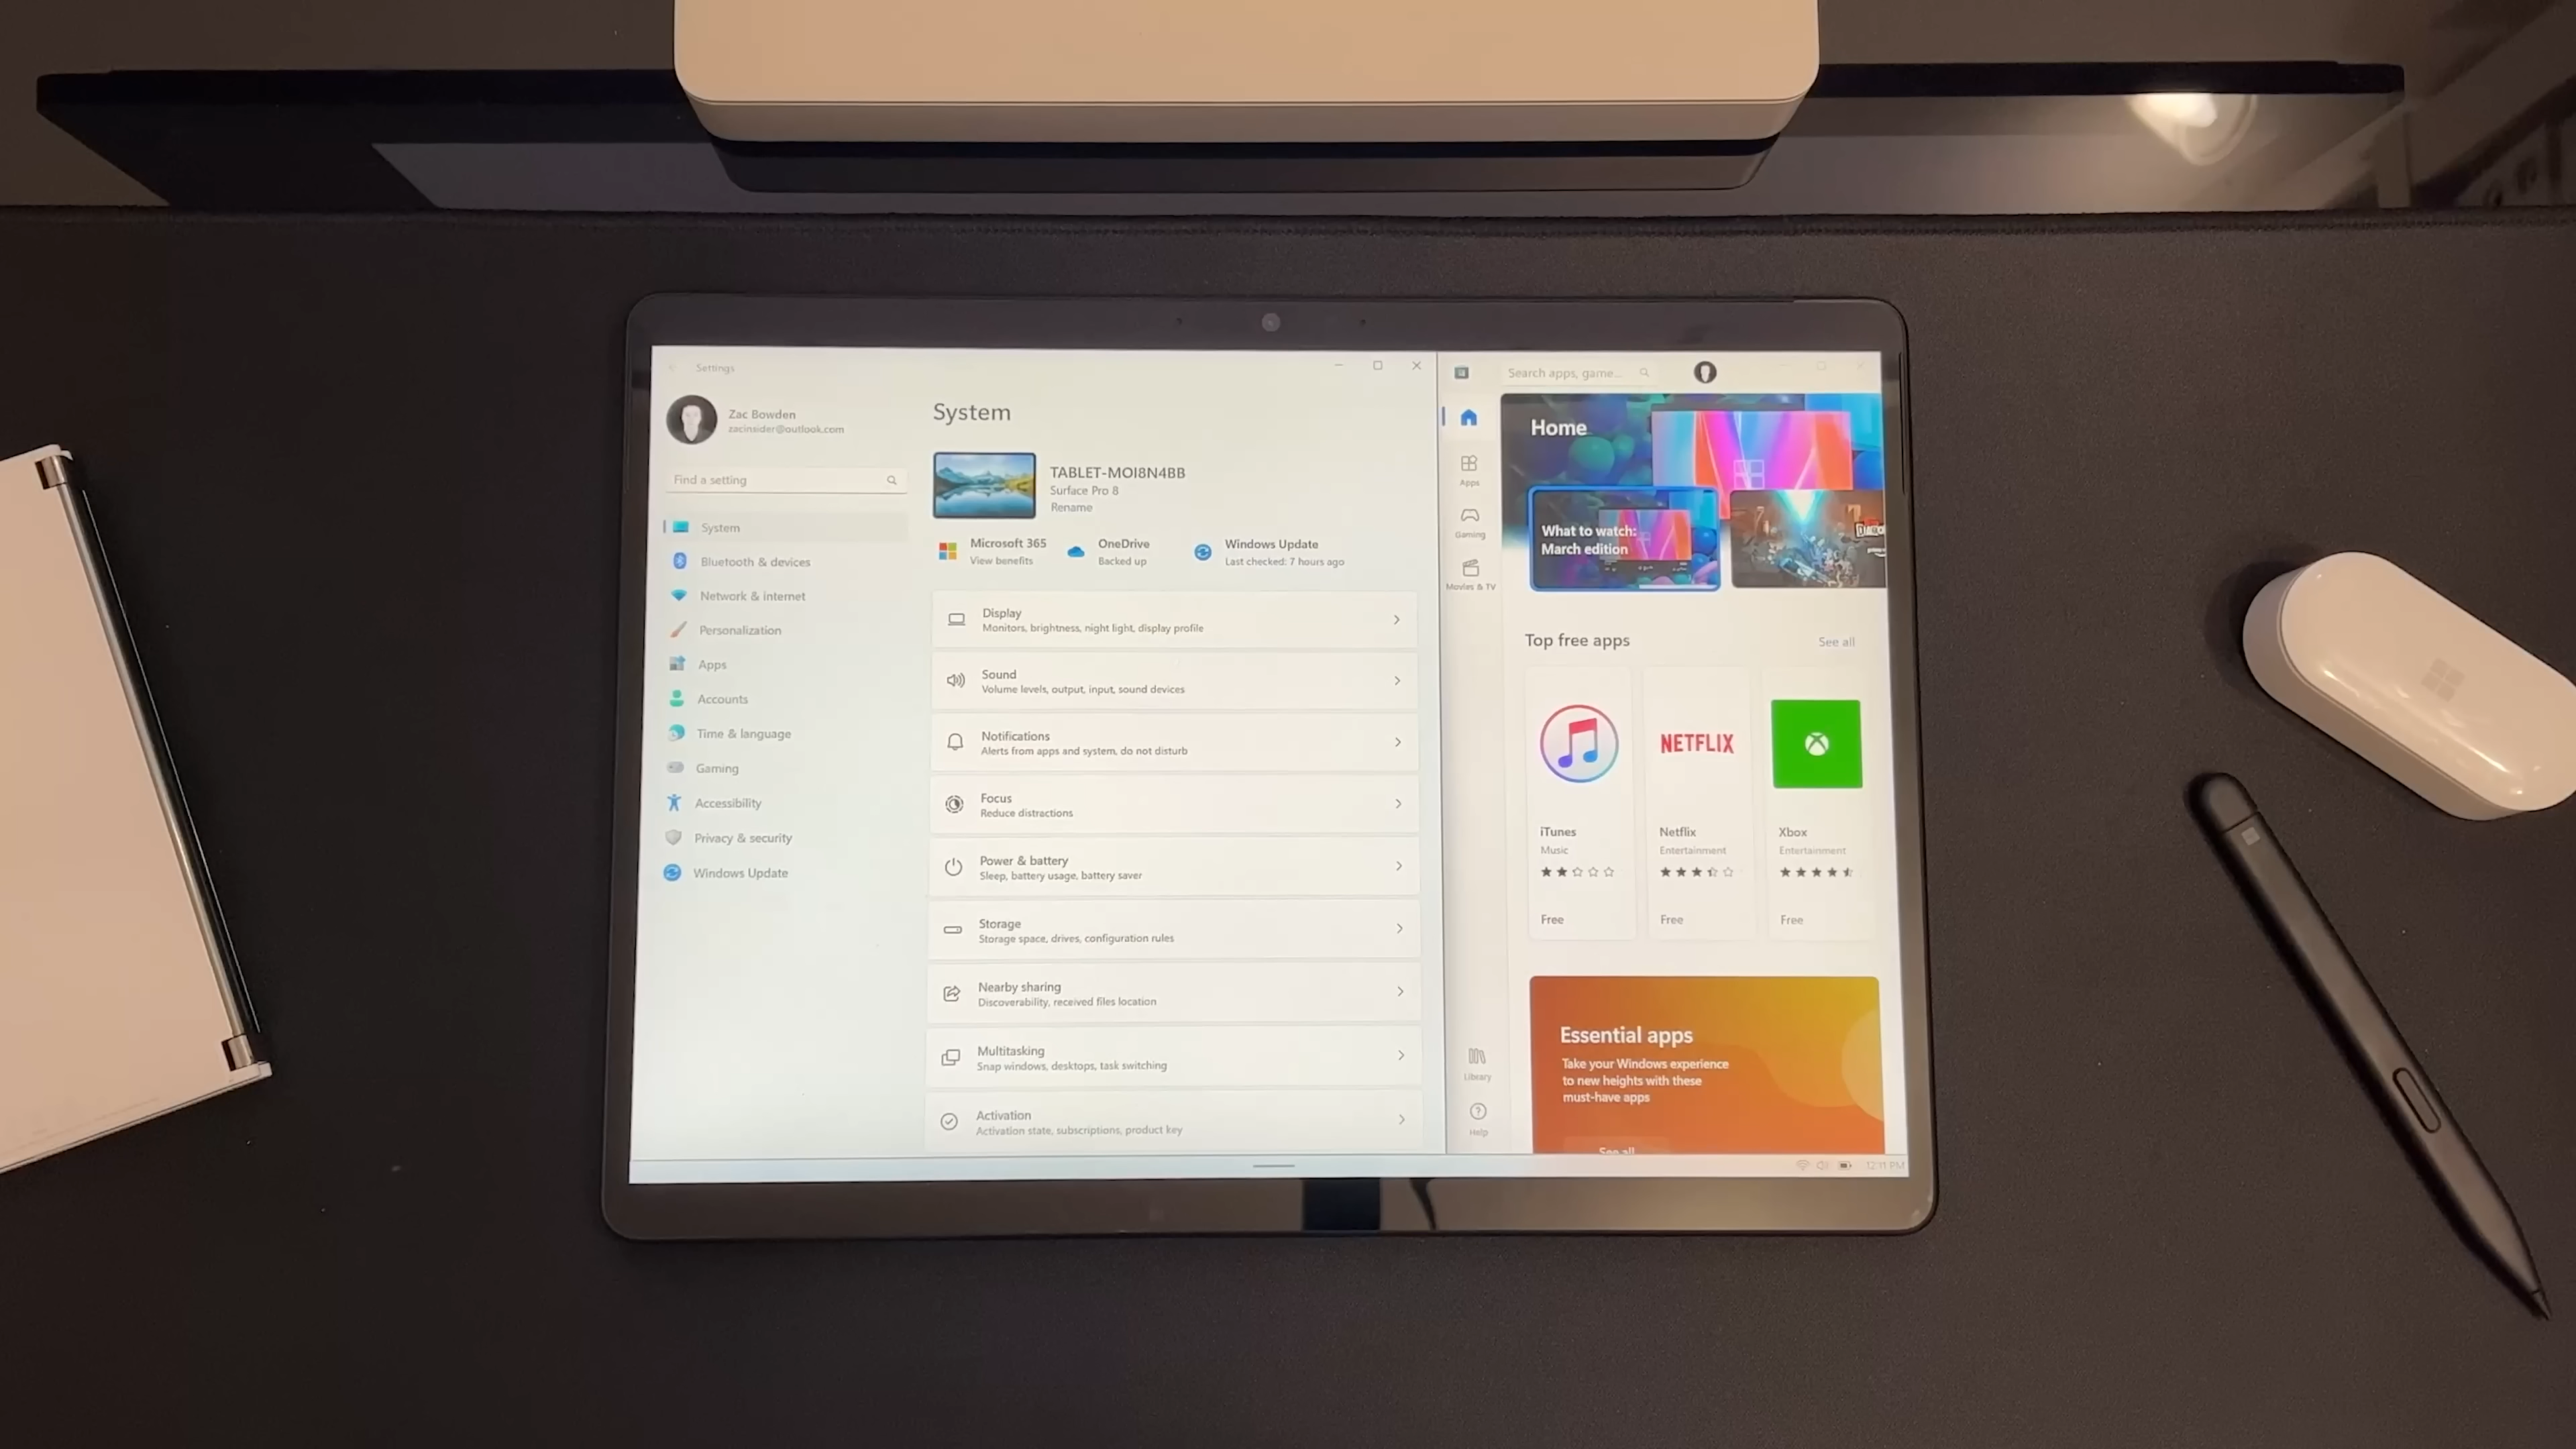 Settings
Zac Bowden
zacinsider@outlook.com
Find a setting
System
Bluetooth & devices
Network & internet
Personalization
Apps
Accounts
Time & language
Gaming
Accessibility
Privacy & security
Windows Update
System
TABLET-MOI8N4BB
Surface Pro 8
Rename
Microsoft 365
View benefits
OneDrive
Backed up
Windows Update
Last checked: 7 hours ago
Display
Monitors, brightness, night light, display profile
Sound
Volume levels, output, input, sound devices
Notifications
Alerts from apps and system, do not disturb
Focus
Reduce distractions
Power & battery
Sleep, battery usage, battery saver
Storage
Storage space, drives, configuration rules
Nearby sharing
Discoverability, received files location
Multitasking
Snap windows, desktops, task switching
Activation
Activation state, subscriptions, product key
Search apps, game...
Apps
Gaming
Movies & TV
Library
Help
Home
What to watch:
March edition
Top free apps
See all
NETFLIX
iTunes
Music
Free
Netflix
Entertainment
Free
Xbox
Entertainment
Free
Essential apps
Take your Windows experience
to new heights with these
must-have apps
See all
12:11 PM